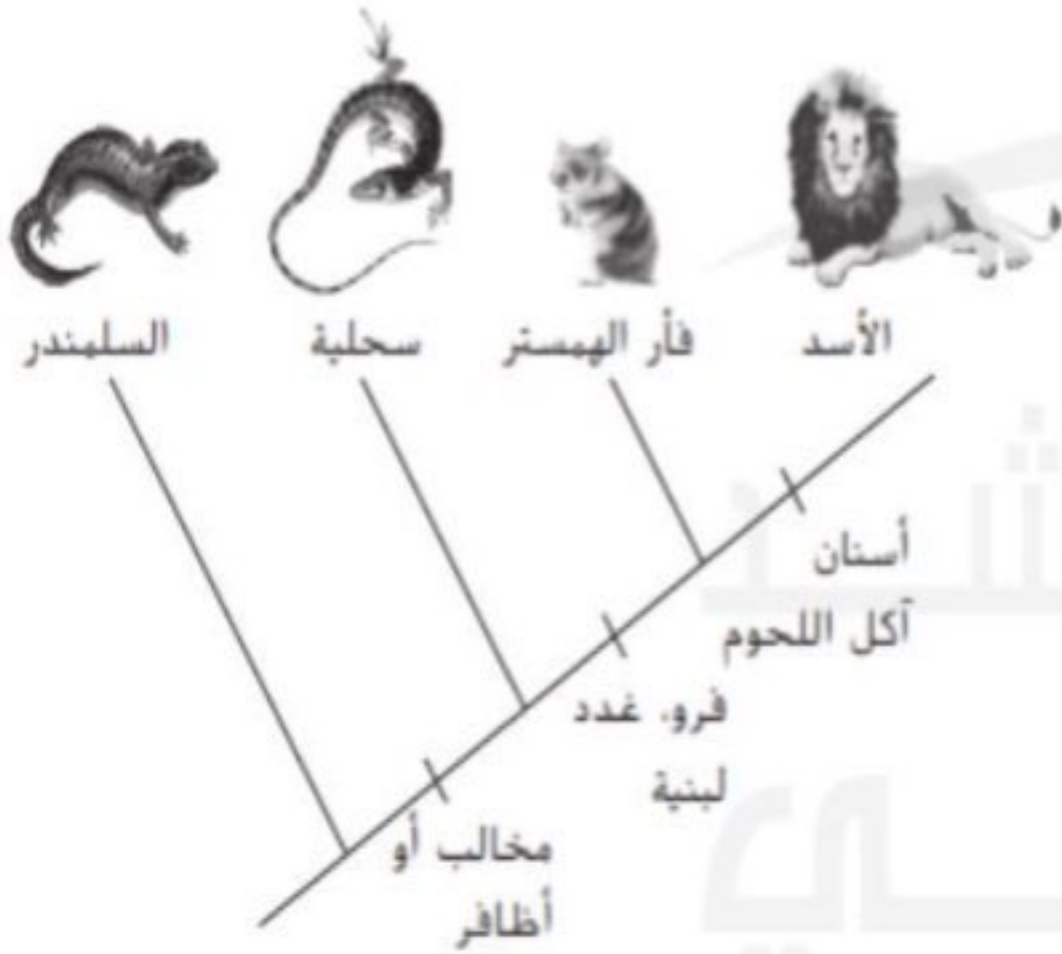 الأسد
فأر الهمستر
سحلية
السلمندر
أسنان
آكل اللحوم
فرو، غدد
لبنية
مخالب أو
أظافر